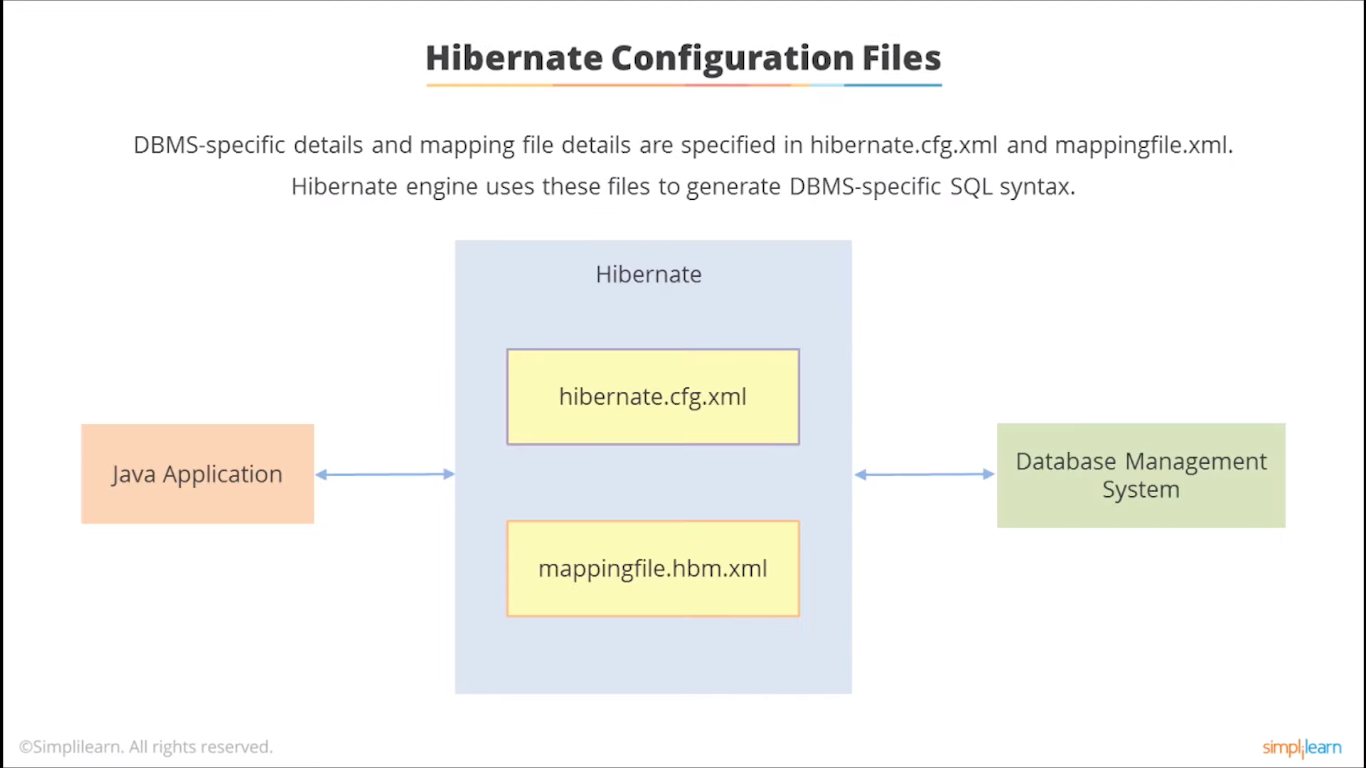 Hibernate Configuration Files
DBMS-specific details and mapping file details are specified in hibernate.cfg.xml and mappingfile.xml.
Hibernate engine uses these files to generate DBMS-specific SQL syntax.
Hibernate
hibernate.cfg.xml
Java Application
Database Management
System
mappingfile.hbm.xml
©Simplilearn. All rights reserved.
simplilearn